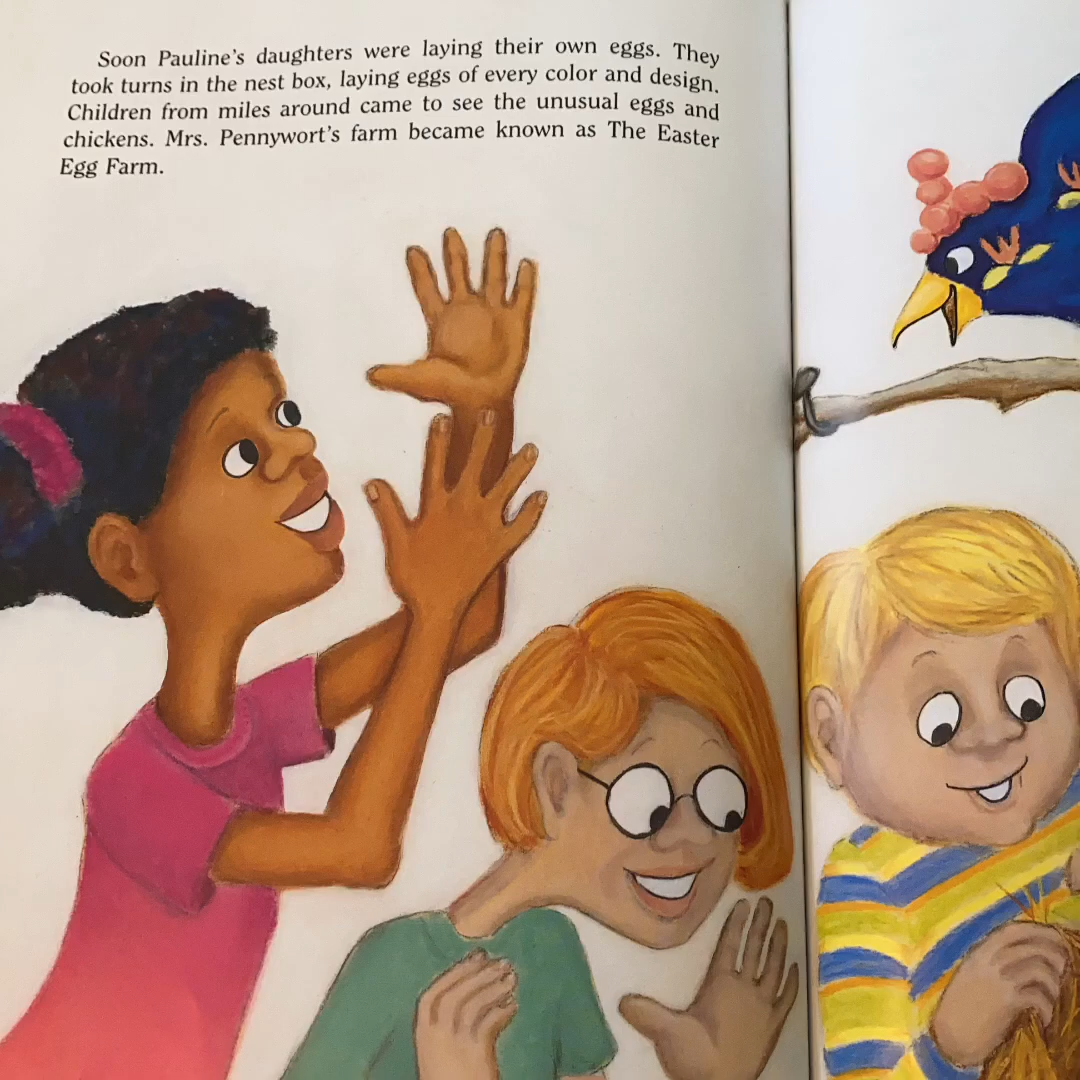 Soon Pauline's daughters were laying their own eggs. They
took turns in the nest box, laying eggs of every color and design.
Children from miles around came to see the unusual eggs and
chickens. Mrs. Pennywort's farm became known as The Easter
Egg Farm.